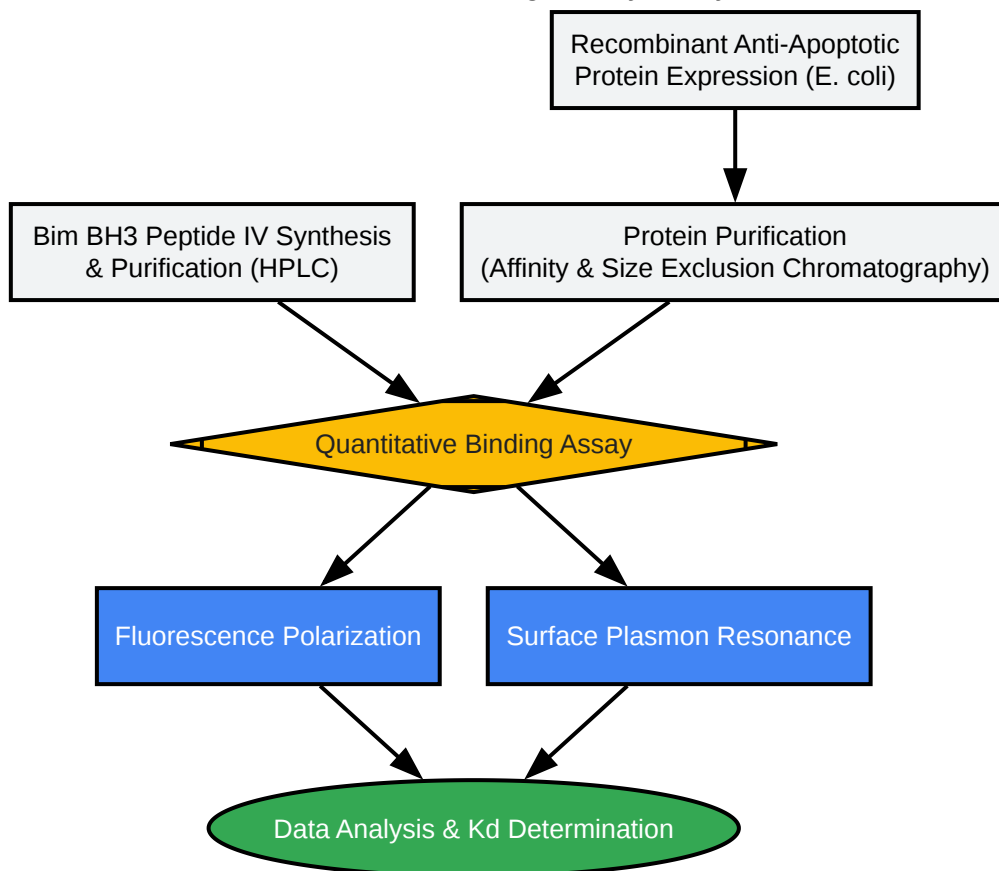 Recombinant Anti-Apoptotic
Protein Expression (E. coli)
Bim BH3 Peptide IV Synthesis
& Purification (HPLC)
Protein Purification
(Affinity & Size Exclusion Chromatography)
Quantitative Binding Assay
Fluorescence Polarization
Surface Plasmon Resonance
Data Analysis & Kd Determination